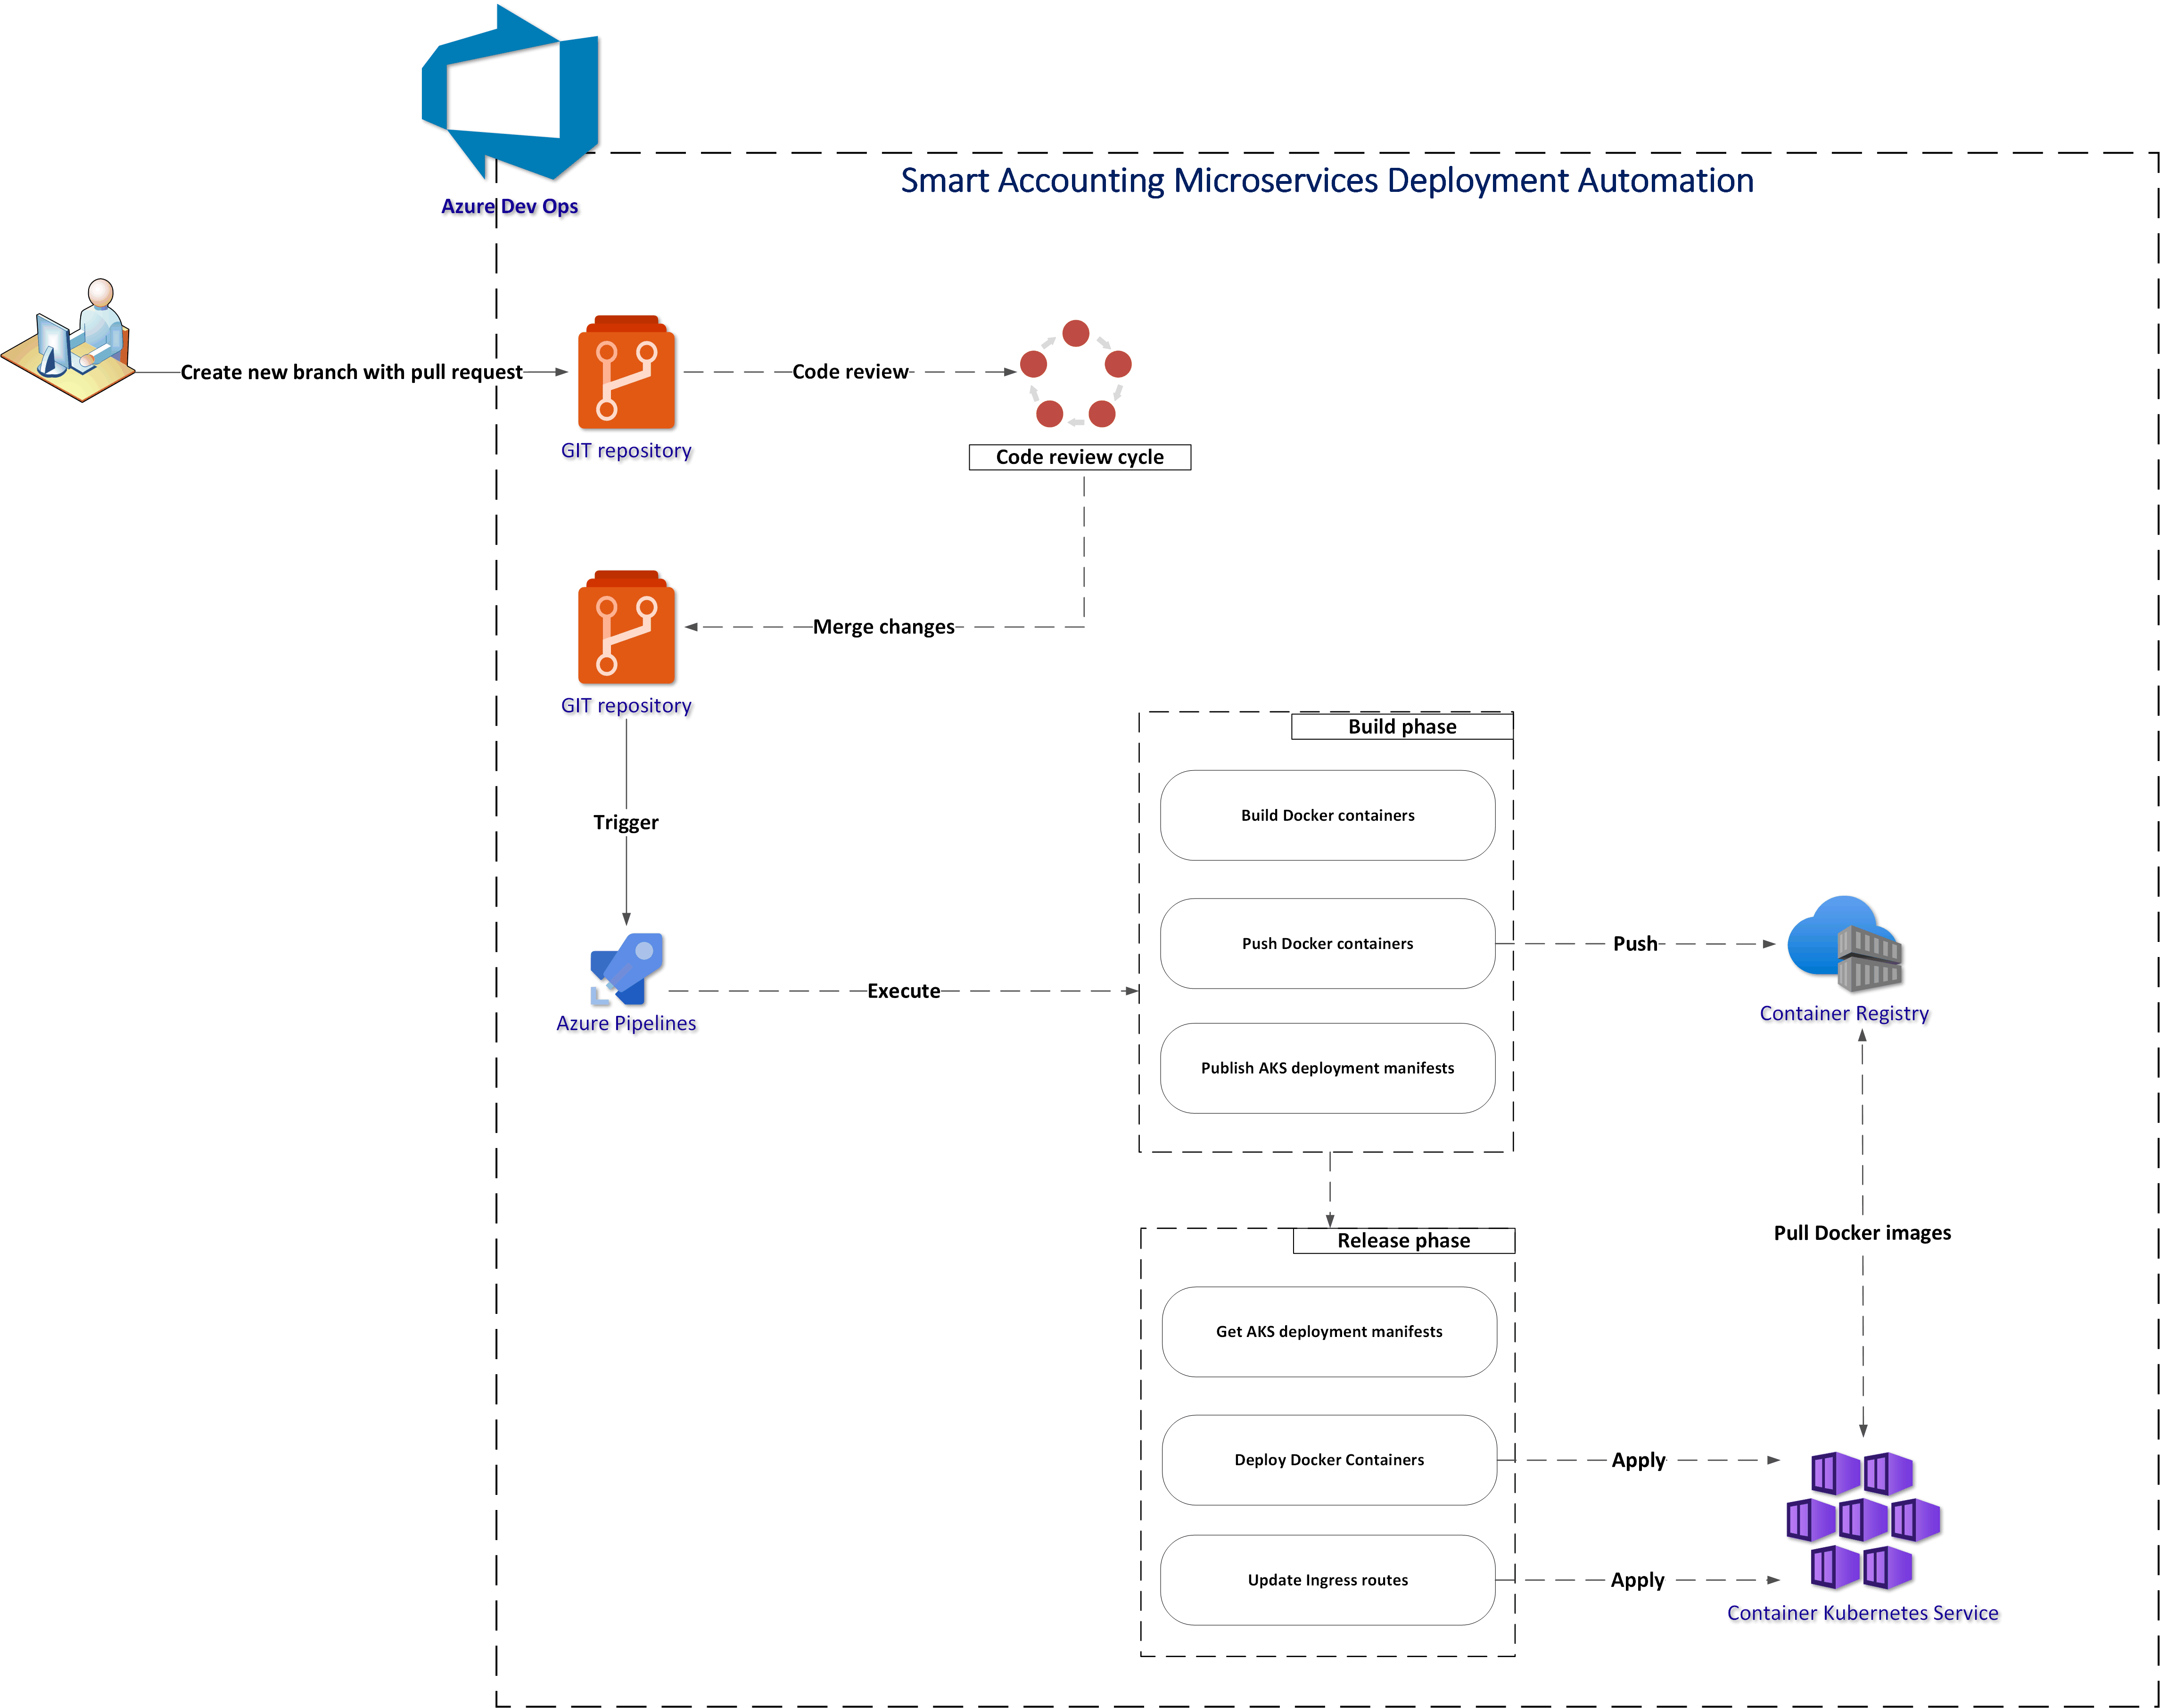 Smart Accounting Microservices Deployment Automation
Azure Dev Ops
Create new branch with pull request
Code review
GIT repository
Code review cycle
Merge changes
GIT repository
Build phase
Build Docker containers
Trigger
Push Docker containers
Push
Execute
Container Registry
Azure Pipelines
Publish AKS deployment manifests
Pull Docker images
Release phase
Get AKS deployment manifests
Deploy Docker Containers
Apply
Update Ingress routes
Apply
Container Kubernetes Service